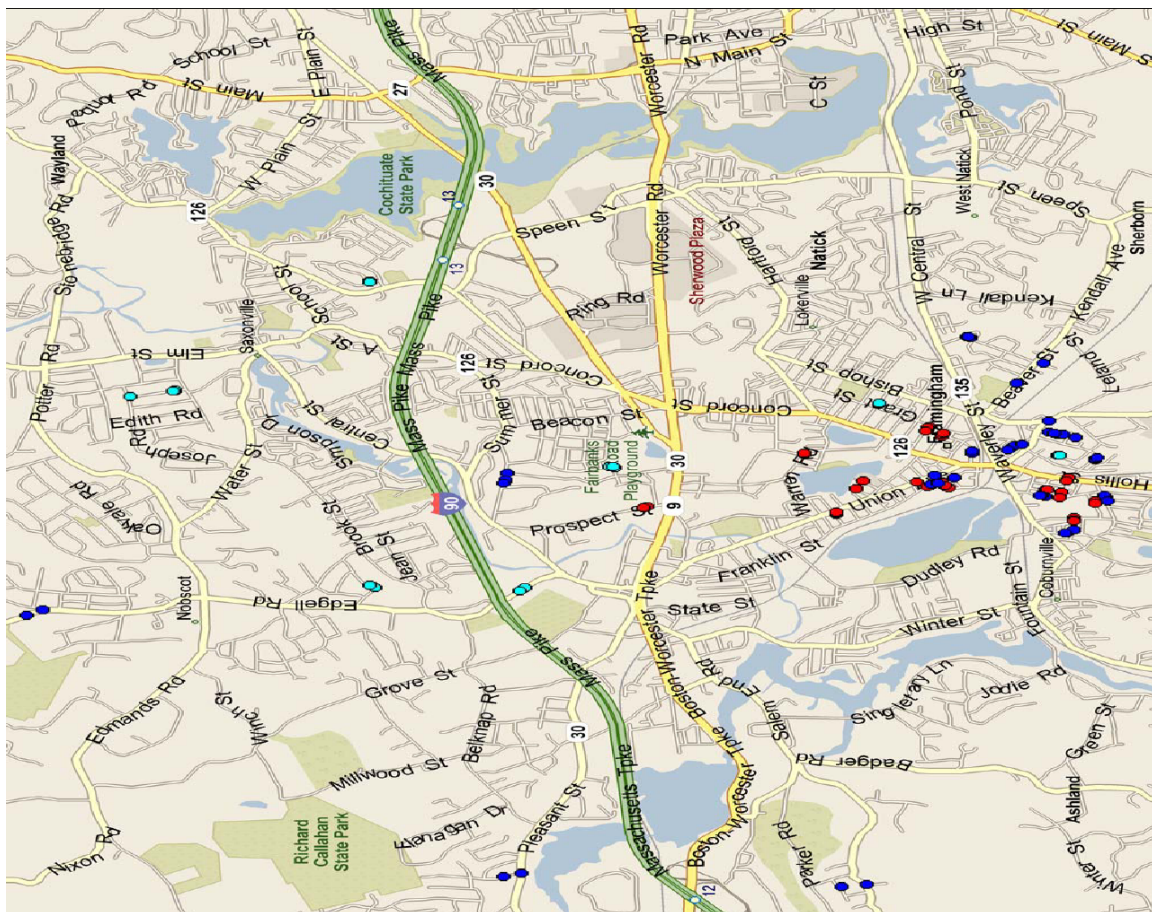 School St
E Plain St
Mass Pike
Worcester Rd
Park Ave
N Main St
High St
Main St
Pequot Rd
Main St
27
C St
Pond St
Wayland
W Plain St
Cochituate
State Park
126
30
13
West Natick
Stonebridge Rd
Speen St
Worcester Rd
Speen St
13
Sherwood Plaza
Hartford St
Natick
W Central St
Sherborn
School St
Pike
Ring Rd
Lokerville
Kendall Ln
Kendall Ave
Saxonville
A St
Mass
Elm St
126
Concord St
Potter Rd
Pike
Summer St
Bishop St
135
Beaver St
Leland St
Edith Rd
Central St
Mass
Beacon St
Concord St
Grant St
Framingham
Joseph Rd
Simpson Dr
Fairbanks
Road
Playground
30
126
Waverley St
Water St
Warren Rd
Hollis
Oakvale Rd
Brook St
90
Prospect St
9
Union
Jean St
Franklin St
Dudley Rd
Coburnville
Nobscot
Edgell Rd
State St
Fountain St
Worcester Tpke
Winter St
Mass Pike
Boston
Salem End Rd
Singletary Ln
Jodie Rd
Edmands Rd
Wynch St
Grove St
Belknap Rd
30
Badger Rd
Green St
Millwood St
Massachusetts Tpke
Boston-Worcester Tpke
Ashland
Richard
Callahan
State Park
Flanagan Dr
Pleasant St
Parker Rd
Winter St
Nixon Rd
12